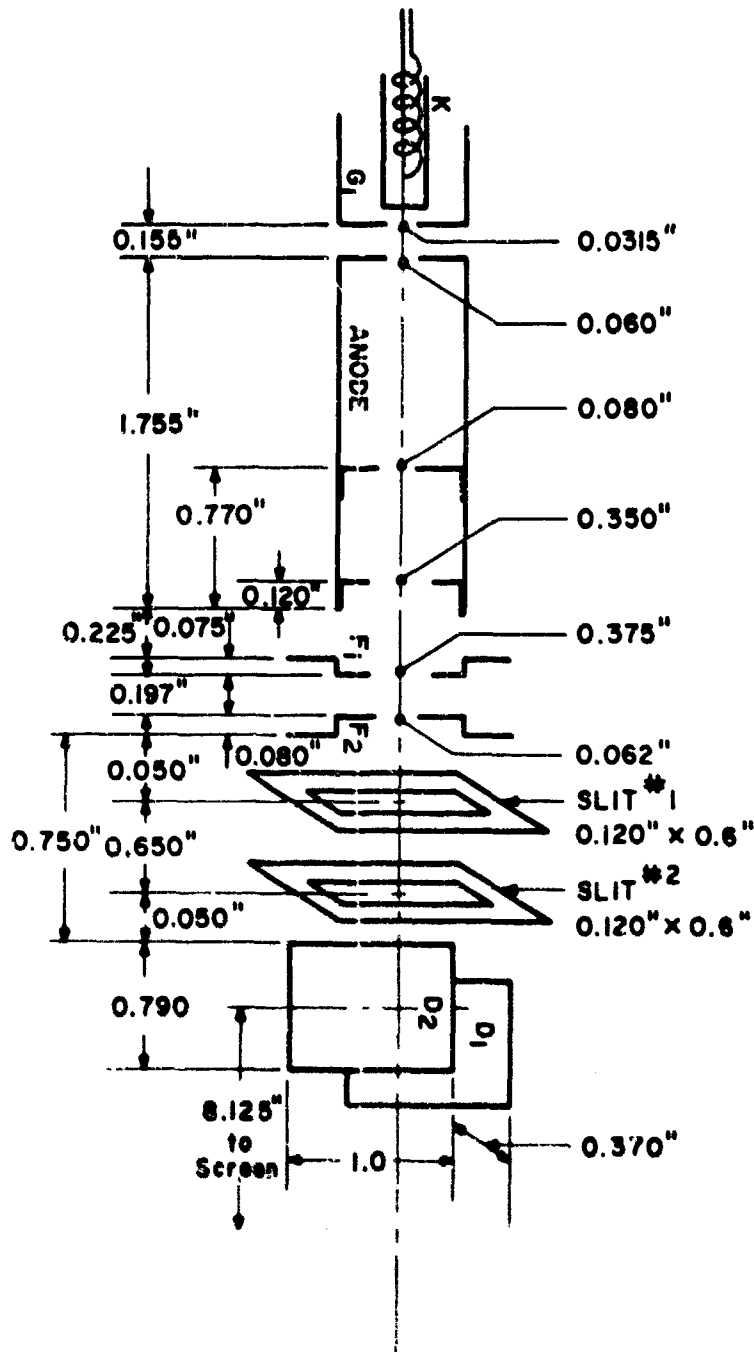 K
G1
0.155"
0.0315"
0.060"
ANODE
1.755"
0.080"
0.770"
0.350"
0.120"
0.225"
0.075"
F1
0.375"
0.197"
F2
0.080"
0.062"
0.050"
SLIT #1
0.120" X 0.6"
0.750"
0.650"
SLIT #2
0.120" X 0.6"
0.050"
0.790
D2
D1
8.125"
to
Screen
1.0
0.370"